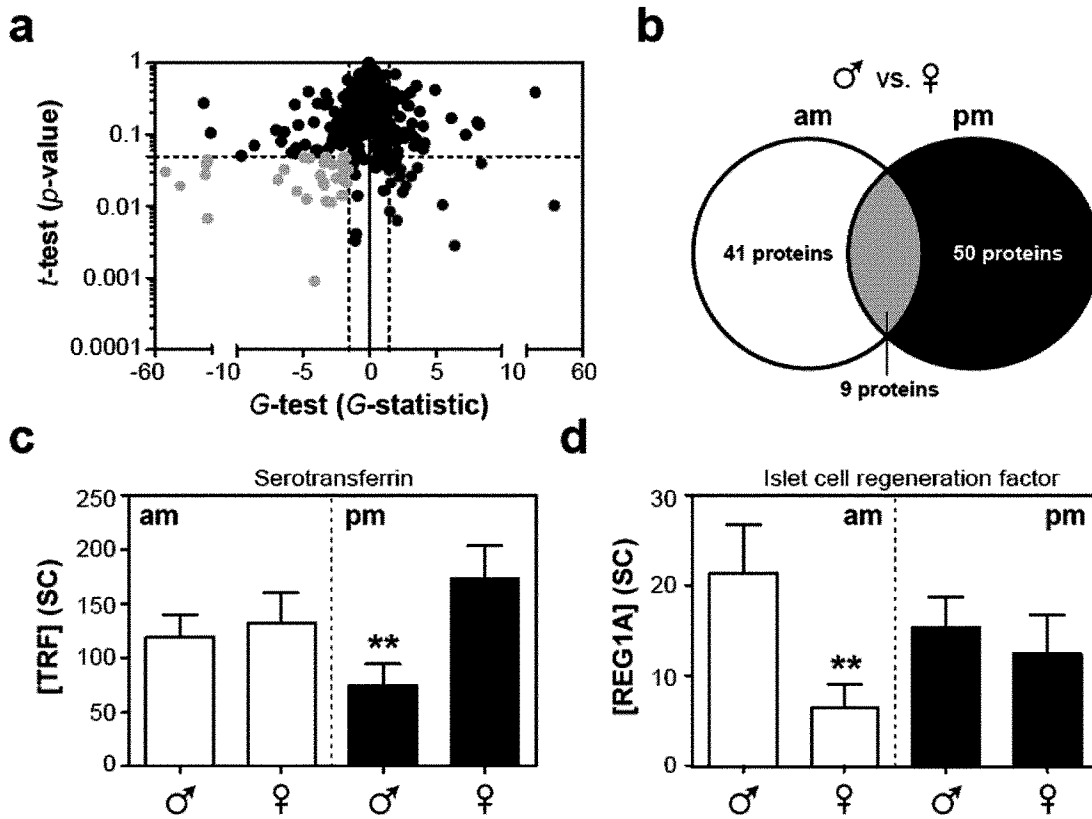 a
1
0.1
0.01
0.001
0.0001
t-test (p-value)
-60 -10 -5 0 5 10 60
G-test (G-statistic)
b
♂ vs. ♀
am pm
41 proteins 50 proteins
9 proteins
c
Serotransferrin
am pm
250
200
150
100
50
0
[TRF] (SC)
**
♂ ♀ ♂ ♀
d
Islet cell regeneration factor
am pm
30
20
10
0
[REG1A] (SC)
**
♂ ♀ ♂ ♀